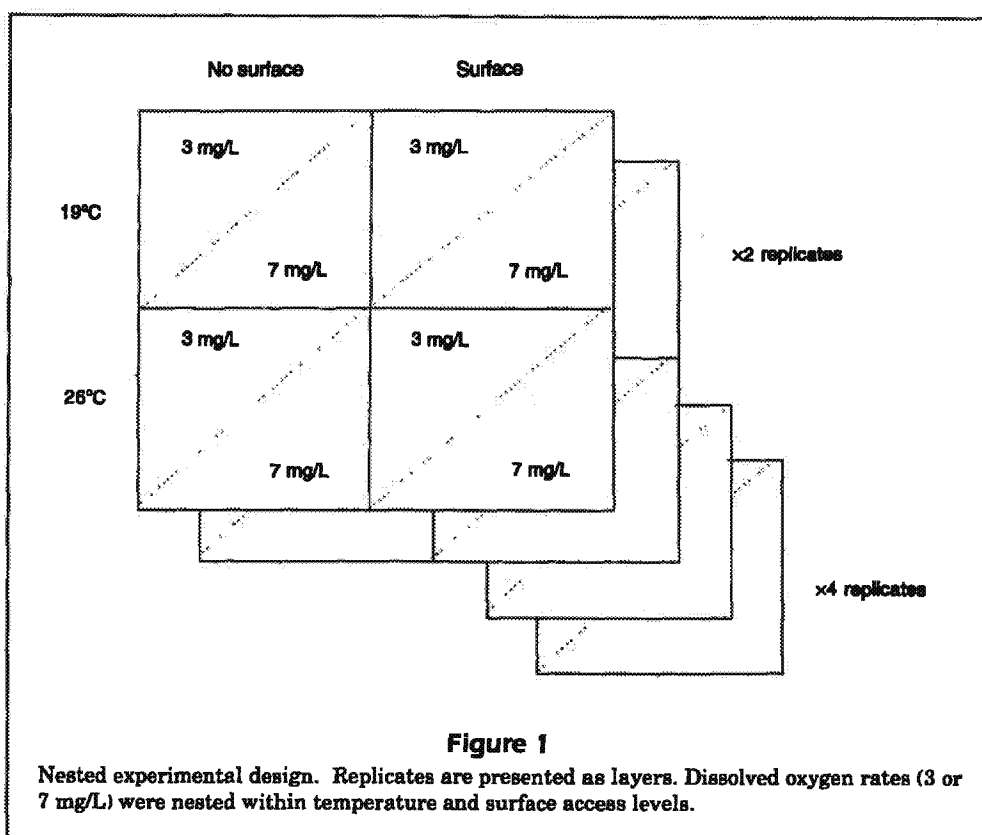 No surface Surface
3 mg/L 3 mg/L
19°C
7 mg/L 7 mg/L
×2 replicates
3 mg/L 3 mg/L
26°C
7 mg/L 7 mg/L
×4 replicates
Figure 1
Nested experimental design. Replicates are presented as layers. Dissolved oxygen rates (3 or
7 mg/L) were nested within temperature and surface access levels.